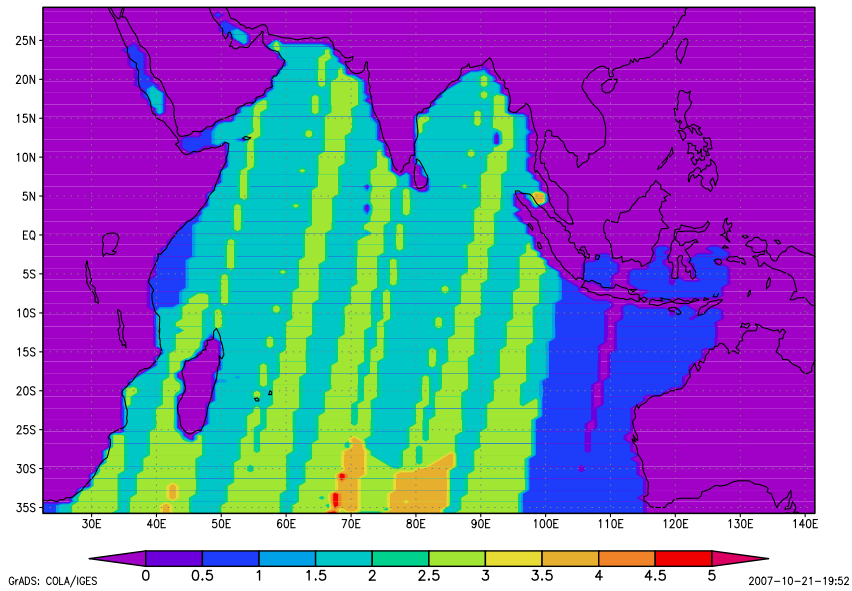 25N
20N
15N
10N
5N
EQ
5S
10S
15S
20S
25S
30S
35S
30E 40E 50E 60E 70E 80E 90E 100E 110E 120E 130E 140E
0 0.5 1 1.5 2 2.5 3 3.5 4 4.5 5
GrADS: COLA/IGES 2007-10-21-19:52